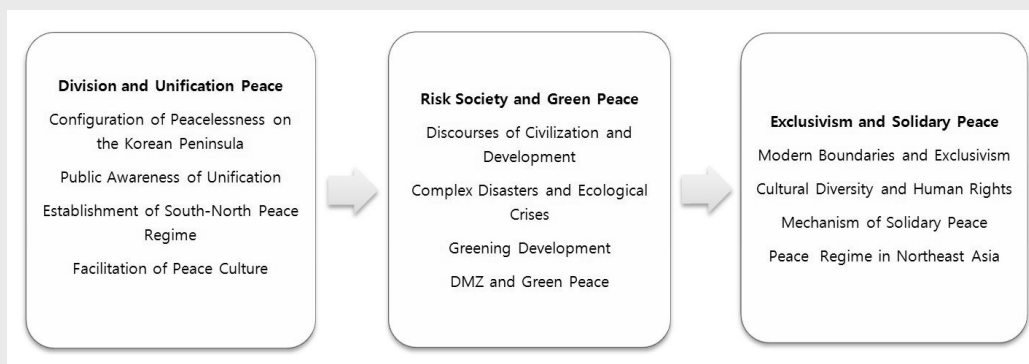 Division and Unification Peace
Configuration of Peacelessness on
the Korean Peninsula
Public Awareness of Unification
Establishment of South-North Peace
Regime
Facilitation of Peace Culture
Risk Society and Green Peace
Discourses of Civilization and
Development
Complex Disasters and Ecological
Crises
Greening Development
DMZ and Green Peace
Exclusivism and Solidary Peace
Modern Boundaries and Exclusivism
Cultural Diversity and Human Rights
Mechanism of Solidary Peace
Peace Regime in Northeast Asia